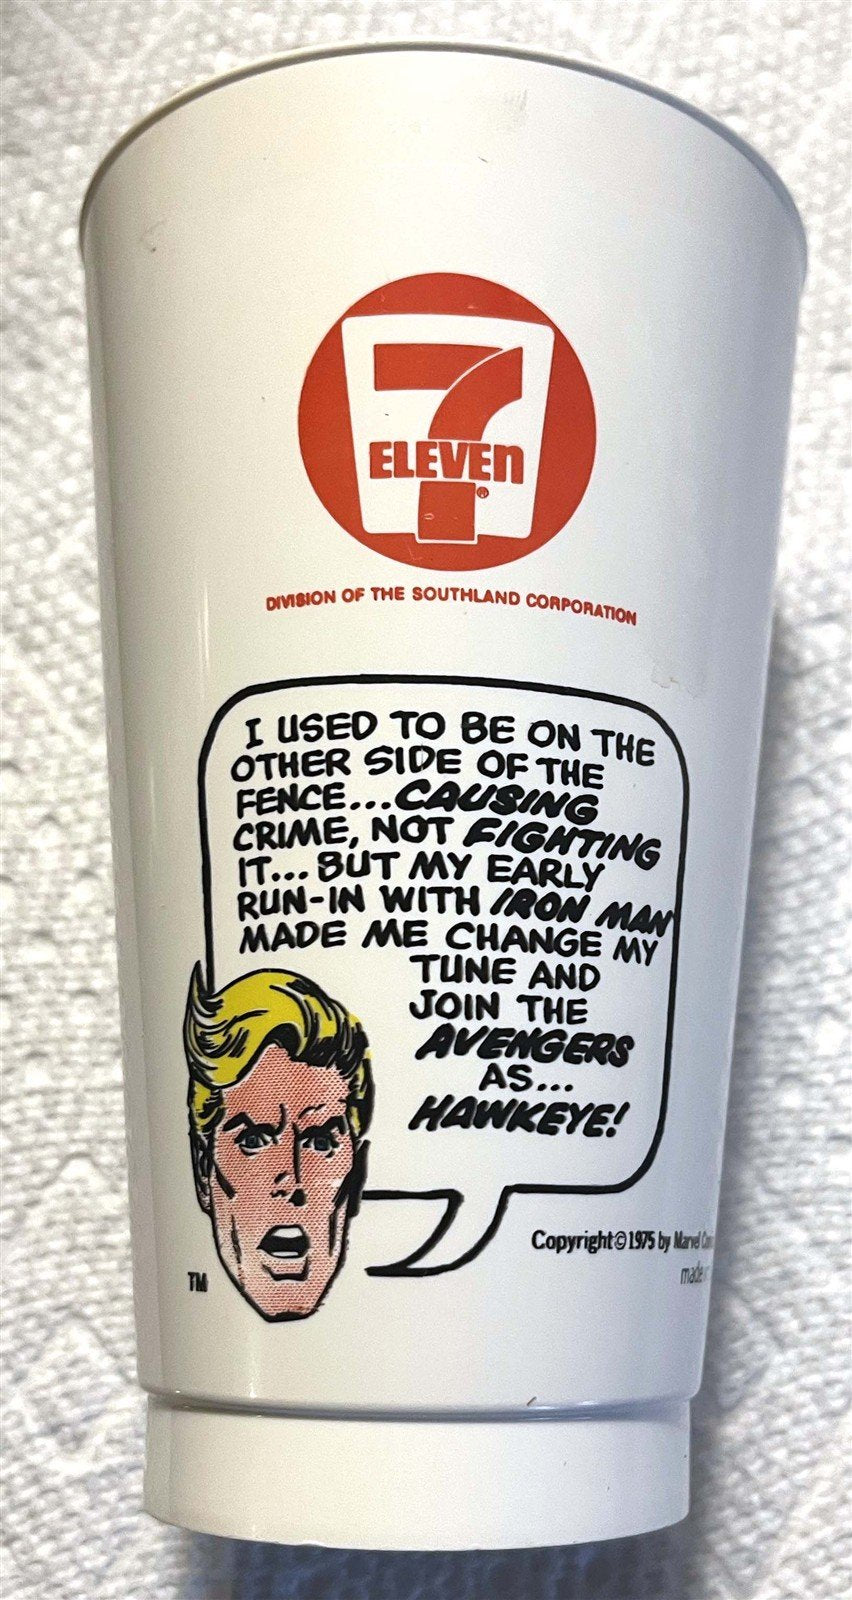 7
ELEVEn
®
DIVISION OF THE SOUTHLAND CORPORATION
I USED TO BE ON THE
OTHER SIDE OF THE
FENCE...CAUSING
CRIME, NOT FIGHTING
IT...BUT MY EARLY
RUN-IN WITH IRON MAN
MADE ME CHANGE MY
TUNE AND
JOIN THE
AVENGERS
AS...
HAWKEYE!
Copyright©1975 by Marvel
made
TM